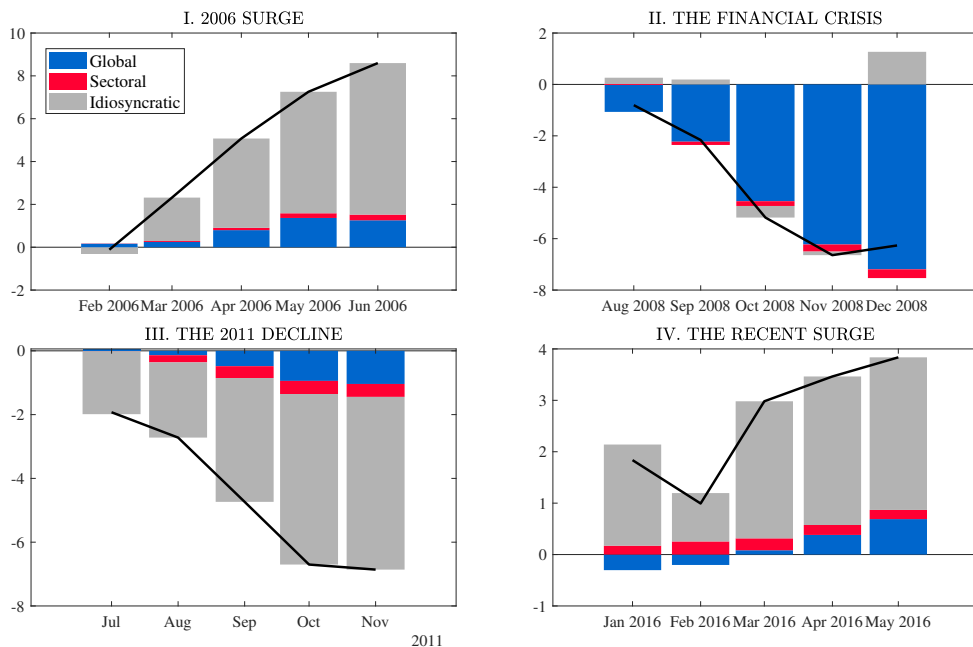 I. 2006 SURGE
10
8
6
4
2
0
-2
Global
Sectoral
Idiosyncratic
Feb 2006 Mar 2006 Apr 2006 May 2006 Jun 2006
II. THE FINANCIAL CRISIS
2
0
-2
-4
-6
-8
Aug 2008 Sep 2008 Oct 2008 Nov 2008 Dec 2008
III. THE 2011 DECLINE
0
-2
-4
-6
-8
Jul Aug Sep Oct Nov
2011
IV. THE RECENT SURGE
4
3
2
1
0
-1
Jan 2016 Feb 2016 Mar 2016 Apr 2016 May 2016